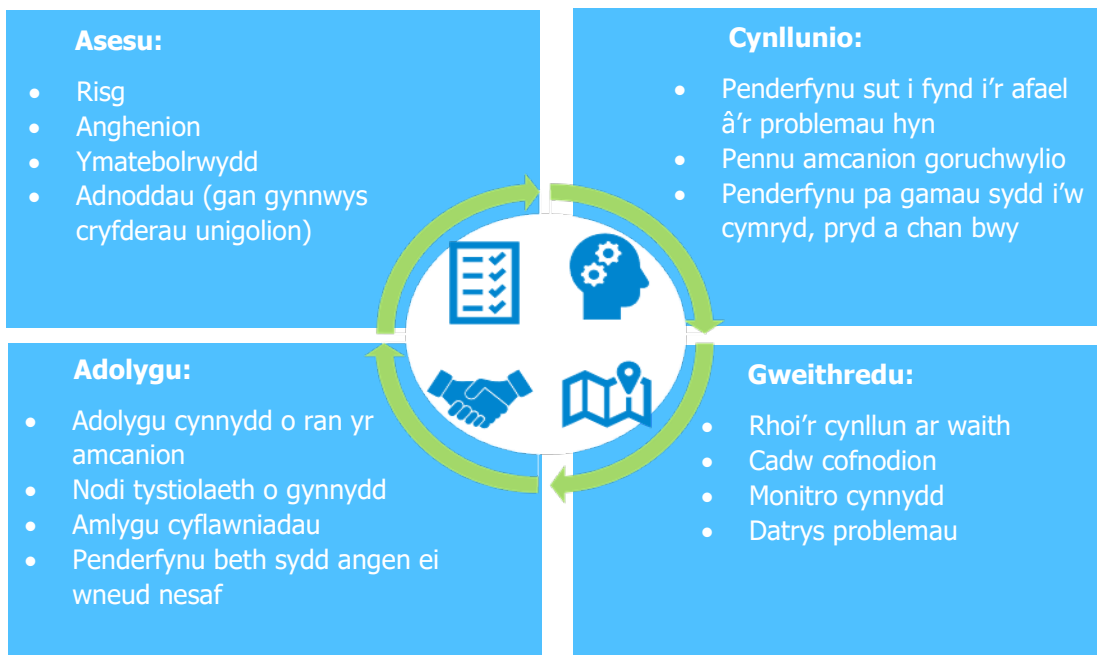 Asesu:
• Risg
• Anghenion
• Ymatebolrwydd
• Adnoddau (gan gynnwys
cryfderau unigolion)
Cynllunio:
• Penderfynu sut i fynd i'r afael
â'r problemau hyn
• Pennu amcanion goruchwylio
• Penderfynu pa gamau sydd i'w
cymryd, pryd a chan bwy
Adolygu:
• Adolygu cynnydd o ran yr
amcanion
• Nodi tystiolaeth o gynnydd
• Amlygu cyflawniadau
• Penderfynu beth sydd angen ei
wneud nesaf
Gweithredu:
• Rhoi'r cynllun ar waith
• Cadw cofnodion
• Monitro cynnydd
• Datrys problemau